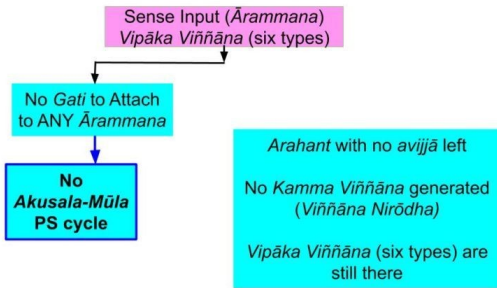 Sense Input (Ārammana)
Vipāka Viññāna (six types)
No Gati to Attach
to ANY Ārammana
No
Akusala-Mūla
PS cycle
Arahant with no avijjā left
No Kamma Viññāna generated
(Viññāna Nirōdha)
Vipāka Viññāna (six types) are
still there